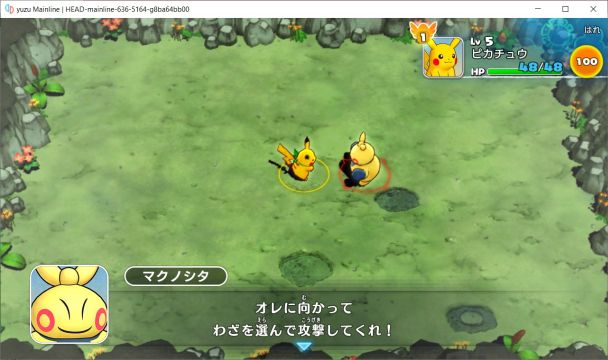 yuzu Mainline | HEAD-mainline-636-5164-g8ba64bb00
1
Lv. 5
はれ
ピカチュウ
100
HP 48/48
マクノシタ
オレに向かって
わざを選んで攻撃してくれ！